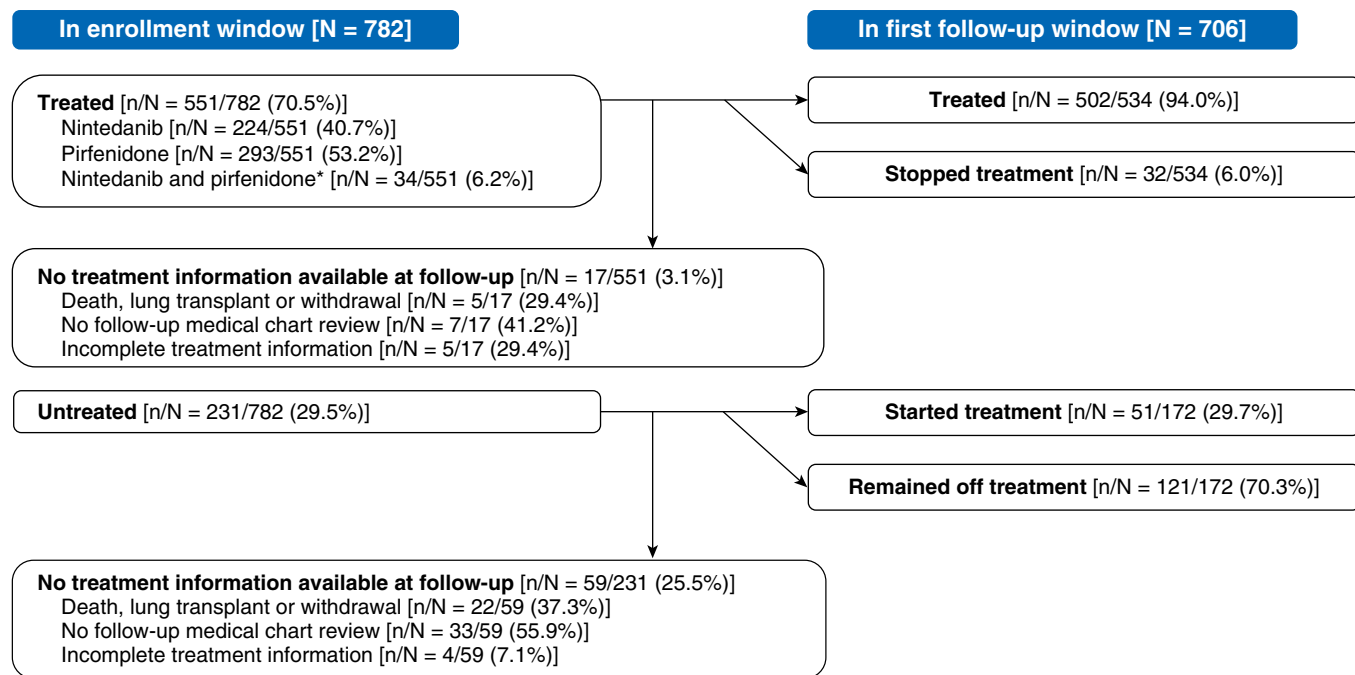 In enrollment window [N = 782]
In first follow-up window [N = 706]
Treated [n/N = 551/782 (70.5%)]
Nintedanib [n/N = 224/551 (40.7%)]
Pirfenidone [n/N = 293/551 (53.2%)]
Nintedanib and pirfenidone* [n/N = 34/551 (6.2%)]
Treated [n/N = 502/534 (94.0%)]
Stopped treatment [n/N = 32/534 (6.0%)]
No treatment information available at follow-up [n/N = 17/551 (3.1%)]
Death, lung transplant or withdrawal [n/N = 5/17 (29.4%)]
No follow-up medical chart review [n/N = 7/17 (41.2%)]
Incomplete treatment information [n/N = 5/17 (29.4%)]
Untreated [n/N = 231/782 (29.5%)]
Started treatment [n/N = 51/172 (29.7%)]
Remained off treatment [n/N = 121/172 (70.3%)]
No treatment information available at follow-up [n/N = 59/231 (25.5%)]
Death, lung transplant or withdrawal [n/N = 22/59 (37.3%)]
No follow-up medical chart review [n/N = 33/59 (55.9%)]
Incomplete treatment information [n/N = 4/59 (7.1%)]